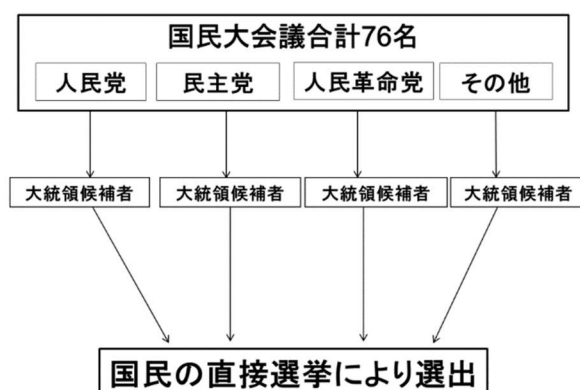 国民大会議合計76名
人民党 民主党 人民革命党 その他
大統領候補者 大統領候補者 大統領候補者 大統領候補者
国民の直接選挙により選出